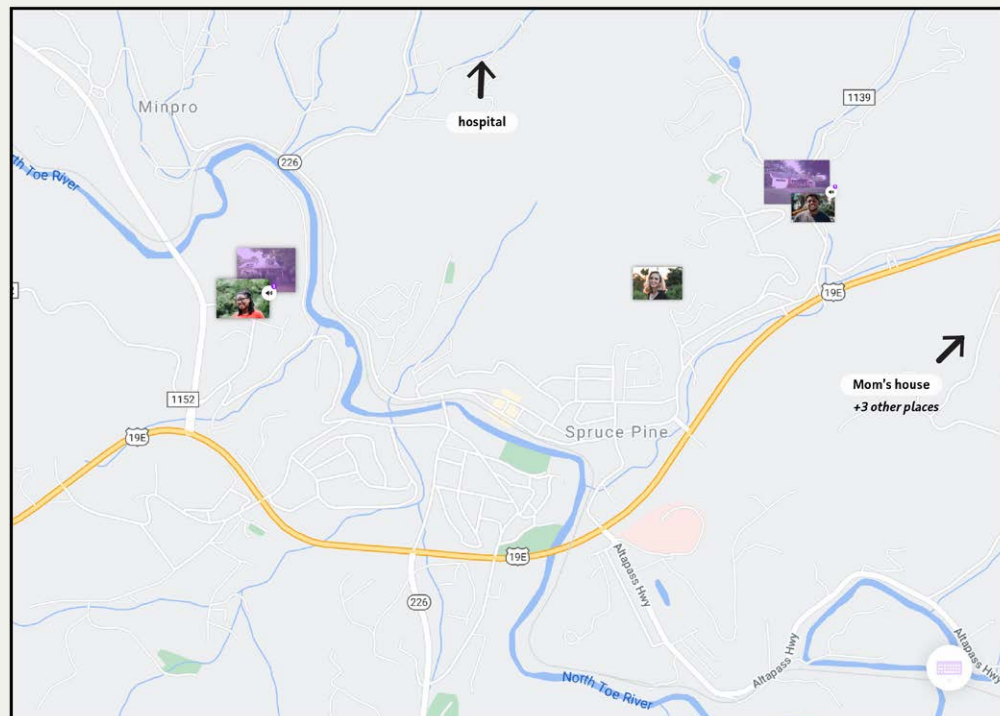 hospital
Minpro
1139
226
th Toe River
19E
Mom's house
+3 other places
1152
19E
Spruce Pine
19E
Altapass Hwy
226
Altapass Hwy
Altapass Hwy
North Toe River